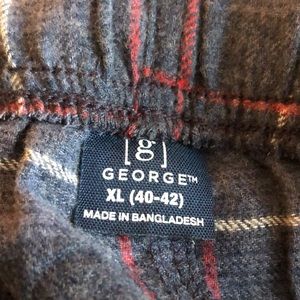 [g]
GEORGE™
XL (40-42)
MADE IN BANGLADESH